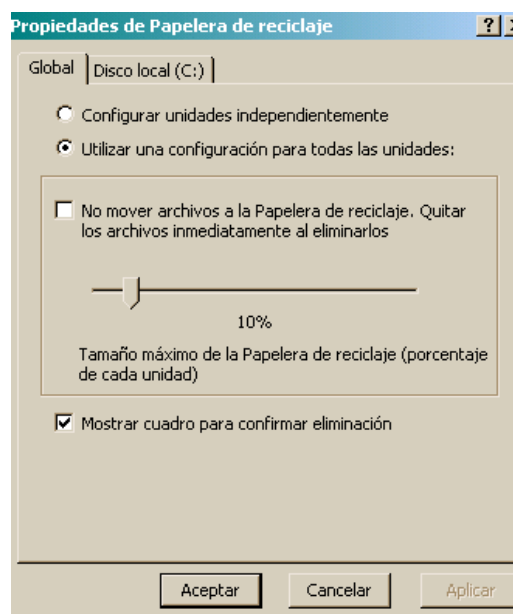 Propiedades de Papelera de reciclaje
Global Disco local (C:)
Configurar unidades independientemente
Utilizar una configuración para todas las unidades:
No mover archivos a la Papelera de reciclaje. Quitar
los archivos inmediatamente al eliminarlos
10%
Tamaño máximo de la Papelera de reciclaje (porcentaje
de cada unidad)
Mostrar cuadro para confirmar eliminación
Aceptar Cancelar Aplicar